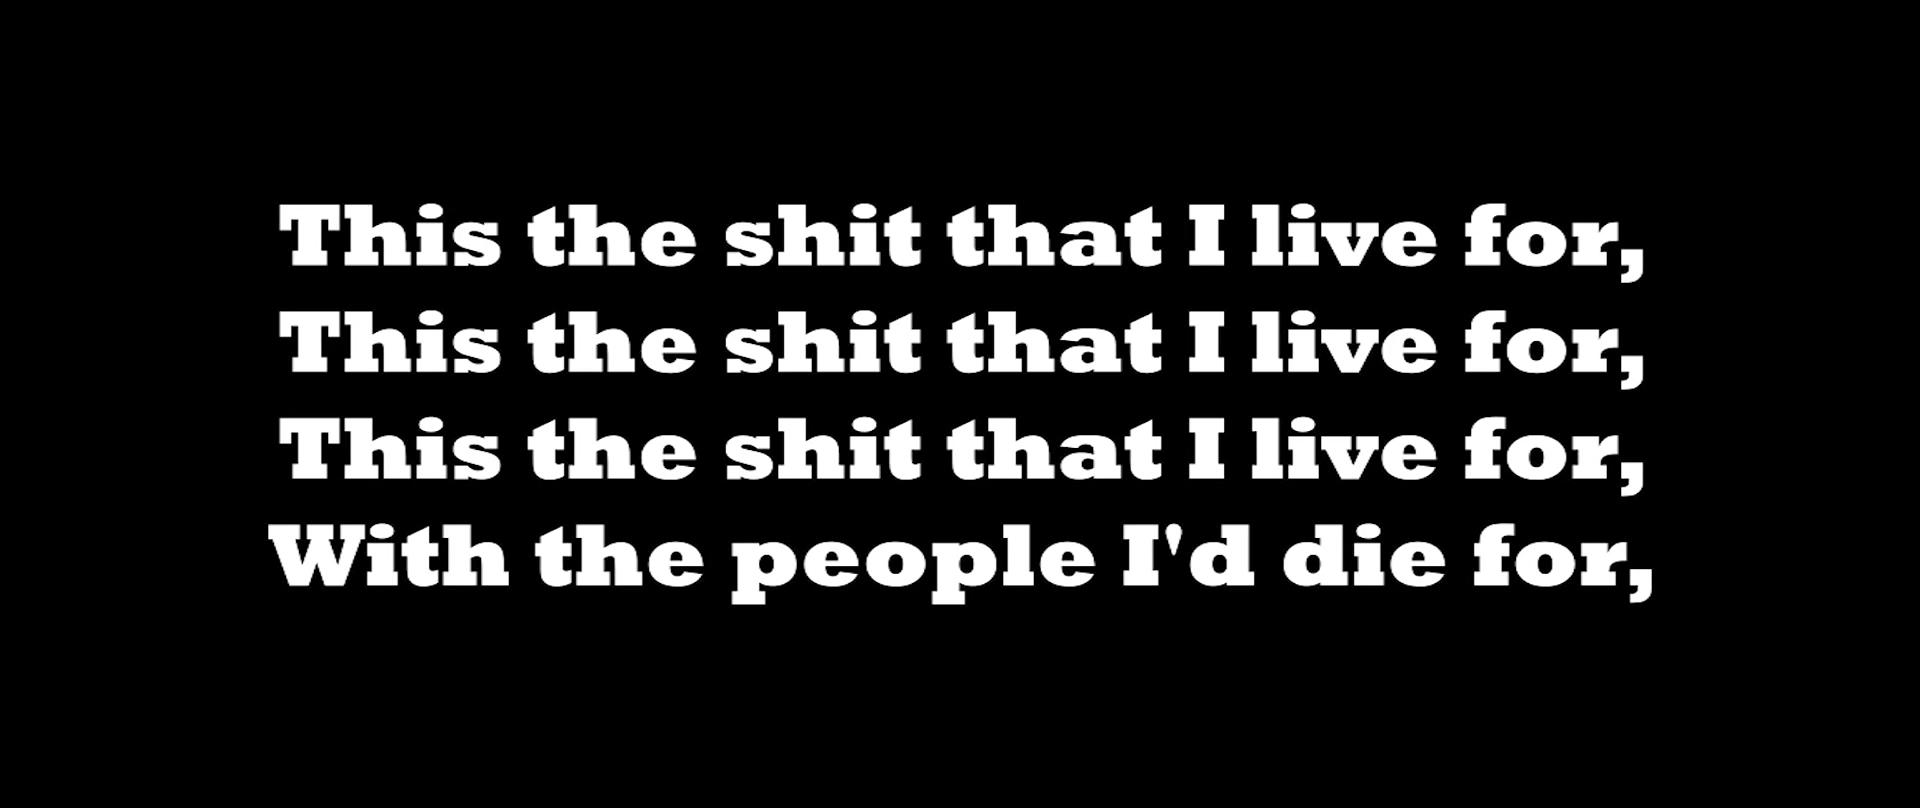 This the shit that I live for,
This the shit that I live for,
This the shit that I live for,
With the people I'd die for,